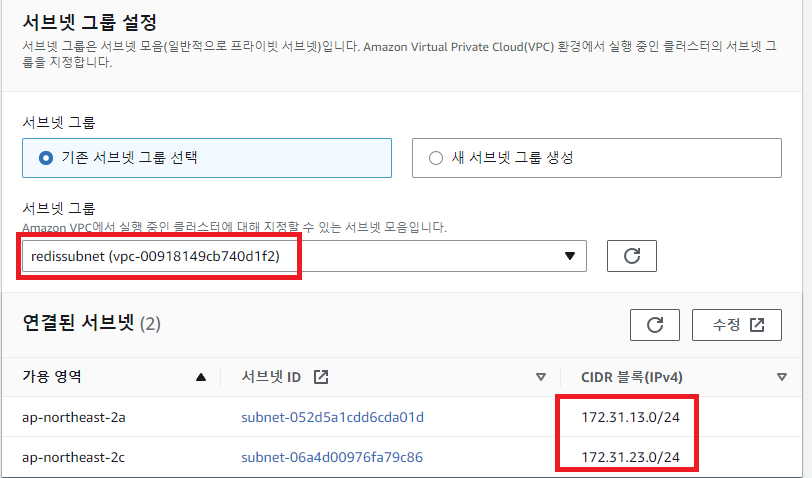 서브넷 그룹 설정
서브넷 그룹은 서브넷 모음(일반적으로 프라이빗 서브넷)입니다. Amazon Virtual Private Cloud(VPC) 환경에서 실행 중인 클러스터의 서브넷 그
룹을 지정합니다.
서브넷 그룹
기존 서브넷 그룹 선택
새 서브넷 그룹 생성
서브넷 그룹
Amazon VPC에서 실행 중인 클러스터에 대해 지정할 수 있는 서브넷 모음입니다.
redissubnet (vpc-00918149cb740d1f2)
연결된 서브넷 (2)
수정
가용 영역 서브넷 ID CIDR 블록(IPv4)
ap-northeast-2a subnet-052d5a1cdd6cda01d 172.31.13.0/24
ap-northeast-2c subnet-06a4d00976fa79c86 172.31.23.0/24